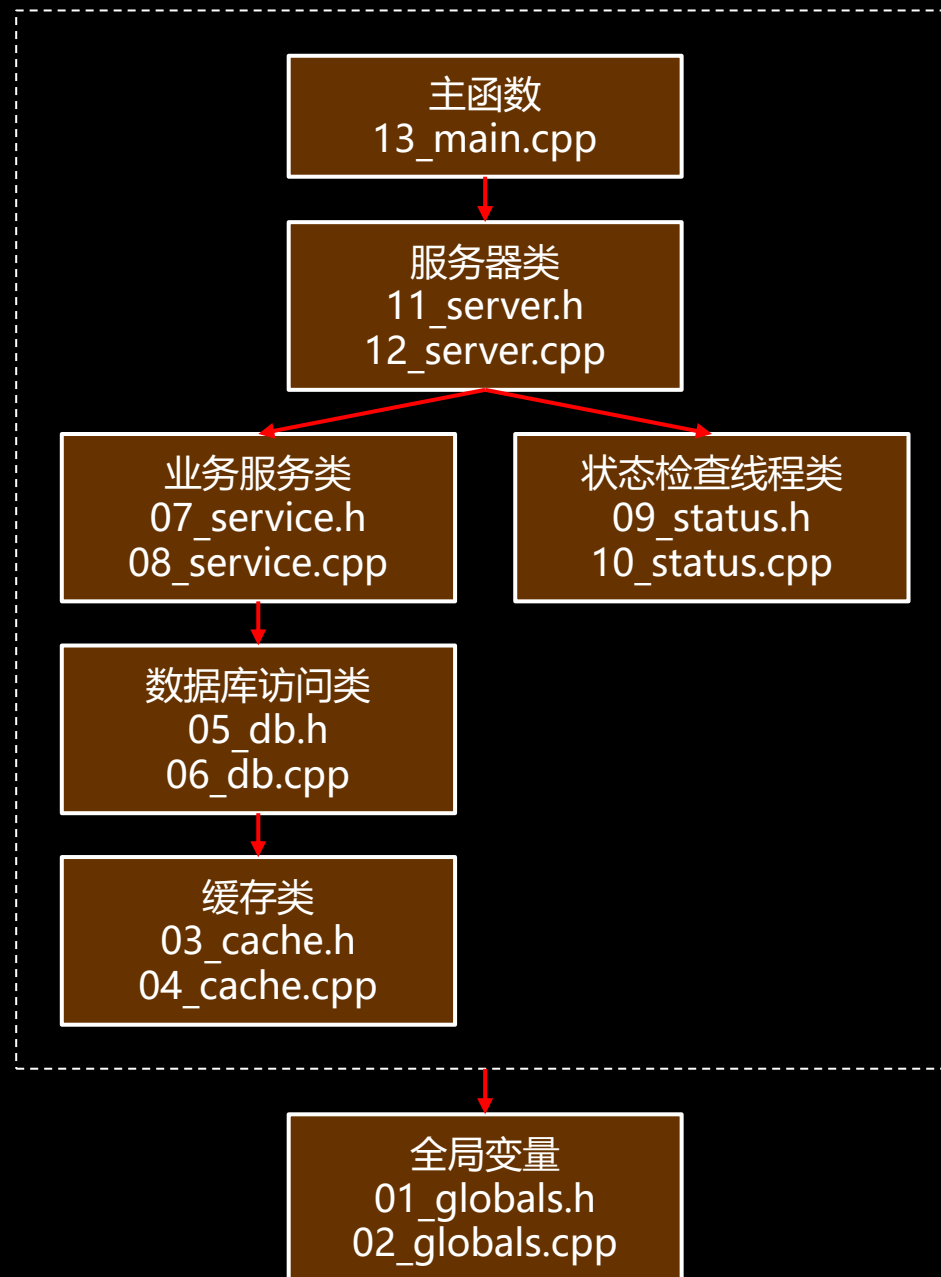 主函数
13_main.cpp
服务器类
11_server.h
12_server.cpp
业务服务类
07_service.h
08_service.cpp
状态检查线程类
09_status.h
10_status.cpp
数据库访问类
05_db.h
06_db.cpp
缓存类
03_cache.h
04_cache.cpp
全局变量
01_globals.h
02_globals.cpp